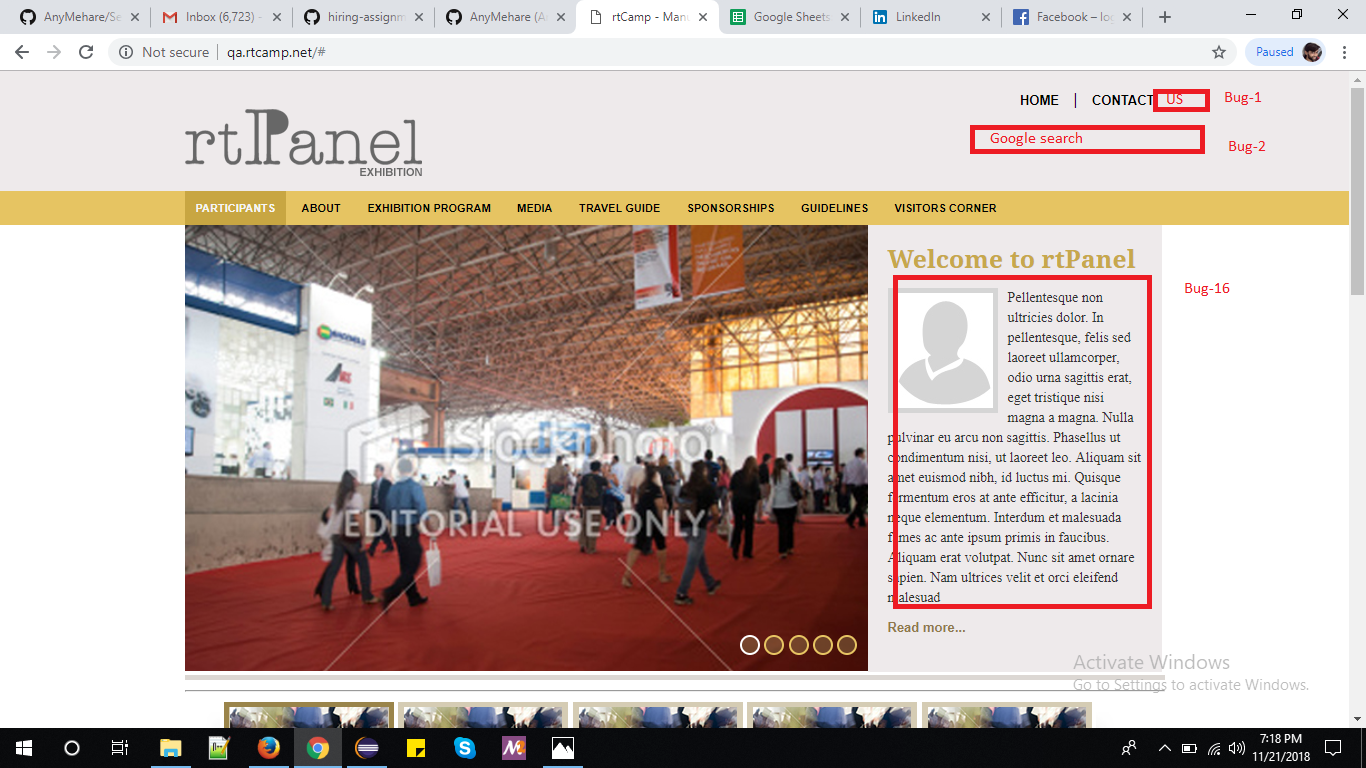 AnyMehare/Se
Inbox (6,723) -
hiring-assignm
AnyMehare (A
rtCamp - Manu
Google Sheets
LinkedIn
Facebook – log
Not secure
qa.rtcamp.net/#
Paused
HOME | CONTACT US
Bug-1
Google search
Bug-2
rtPanel
EXHIBITION
PARTICIPANTS ABOUT EXHIBITION PROGRAM MEDIA TRAVEL GUIDE SPONSORSHIPS GUIDELINES VISITORS CORNER
Welcome to rtPanel
Bug-16
Pellentesque non
ultricies dolor. In
pellentesque, felis sed
laoreet ullamcorper,
odio urna sagittis erat,
eget tristique nisi
magna a magna. Nulla
pulvinar eu arcu non sagittis. Phasellus ut
condimentum nisi, ut laoreet leo. Aliquam sit
amet euismod nibh, id luctus mi. Quisque
fermentum eros at ante efficitur, a lacinia
neque elementum. Interdum et malesuada
fames ac ante ipsum primis in faucibus.
Aliquam erat volutpat. Nunc sit amet ornare
sapien. Nam ultrices velit et orci eleifend
malesuad
Read more...
iStockphoto
EDITORIAL USE ONLY
Activate Windows
Go to Settings to activate Windows.
7:18 PM
11/21/2018